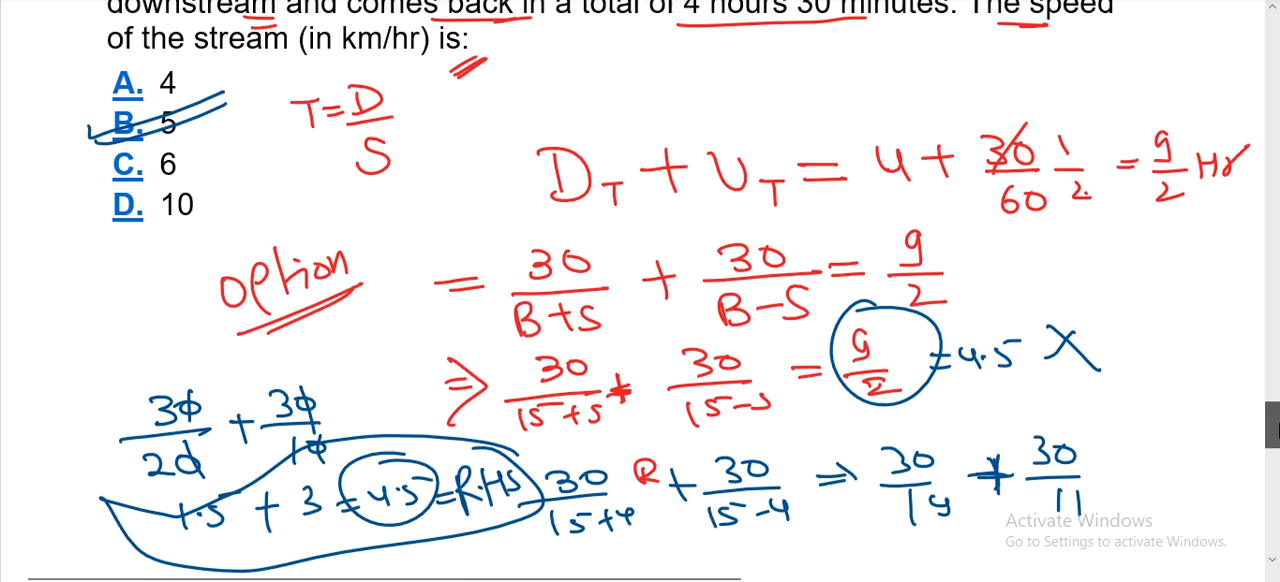 downstream and comes back in a total of 4 hours 30 minutes. The speed
of the stream (in km/hr) is:
A. 4
B. 5
C. 6
D. 10
T = D/S
D_T + U_T = 4 + 30/60 1/2 = 9/2 Hr
option
= 30/B+S + 30/B-S = 9/2
⇒ 30/15+S + 30/15-S = 9/2 = 4.5 X
30/20 + 30/10
1.5 + 3 = 4.5 = R.H.S
30/15+4 R + 30/15-4 ⇒ 30/19 + 30/11
Activate Windows
Go to Settings to activate Windows.